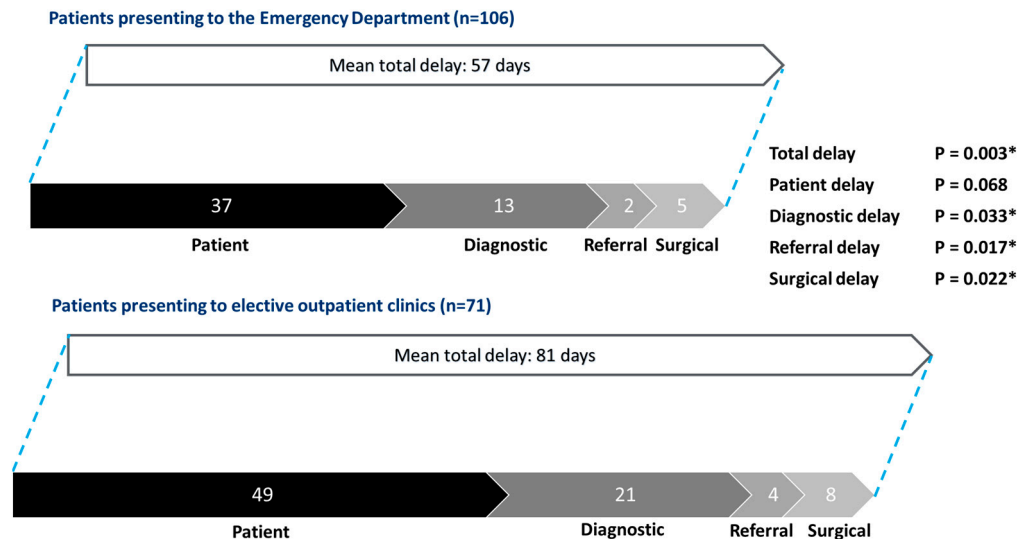 Patients presenting to the Emergency Department (n=106)
Mean total delay: 57 days
37 13 2 5
Patient Diagnostic Referral Surgical
Total delay P = 0.003*
Patient delay P = 0.068
Diagnostic delay P = 0.033*
Referral delay P = 0.017*
Surgical delay P = 0.022*
Patients presenting to elective outpatient clinics (n=71)
Mean total delay: 81 days
49 21 4 8
Patient Diagnostic Referral Surgical